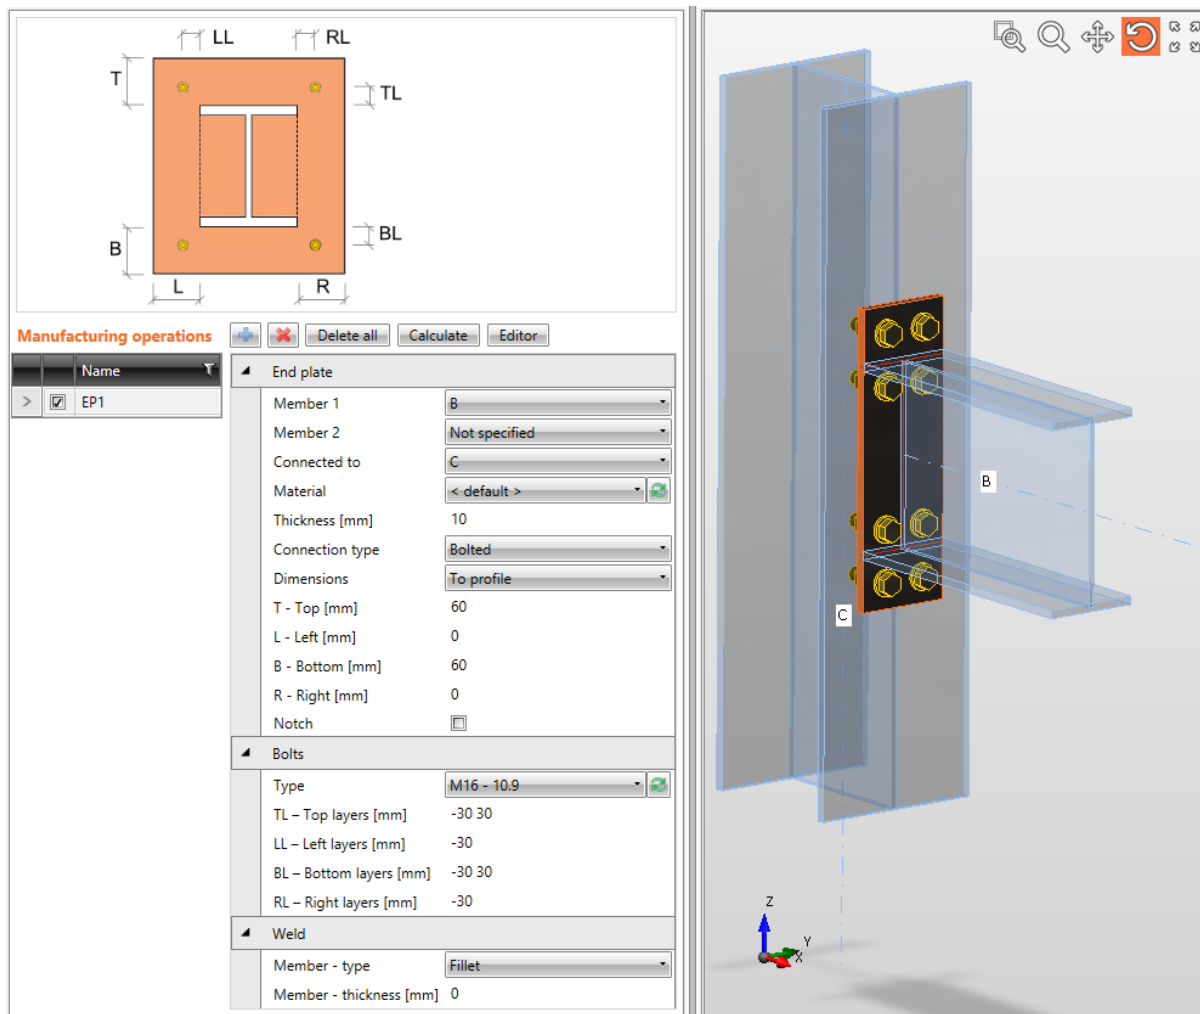 LL
RL
T
TL
B
BL
L
R
Manufacturing operations
Delete all
Calculate
Editor
Name
EP1
End plate
Member 1 B
Member 2 Not specified
Connected to C
Material < default >
Thickness [mm] 10
Connection type Bolted
Dimensions To profile
T - Top [mm] 60
L - Left [mm] 0
B - Bottom [mm] 60
R - Right [mm] 0
Notch
Bolts
Type M16 - 10.9
TL – Top layers [mm] -30 30
LL – Left layers [mm] -30
BL – Bottom layers [mm] -30 30
RL – Right layers [mm] -30
Weld
Member - type Fillet
Member - thickness [mm] 0
B
C
Z
Y
X